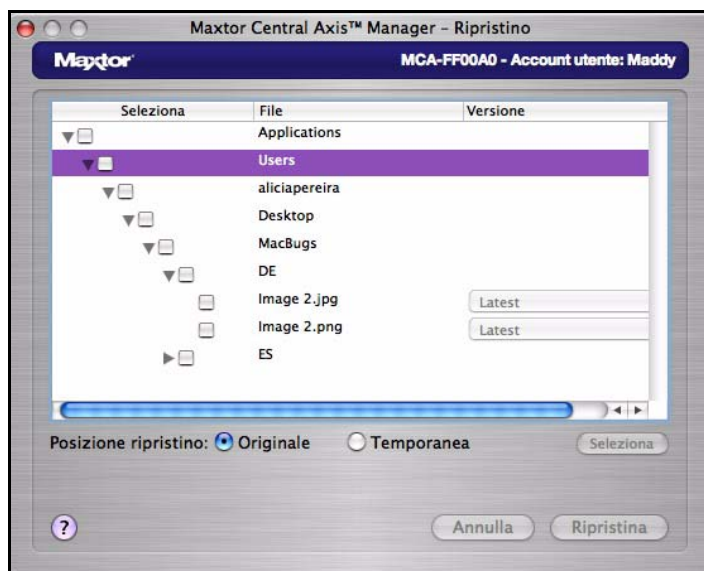 Maxtor Central Axis™ Manager – Ripristino
Maxtor MCA-FF00A0 - Account utente: Maddy
Seleziona File Versione
Applications
Users
aliciapereira
Desktop
MacBugs
DE
Image 2.jpg Latest
Image 2.png Latest
ES
Posizione ripristino: Originale Temporanea Seleziona
? Annulla Ripristina